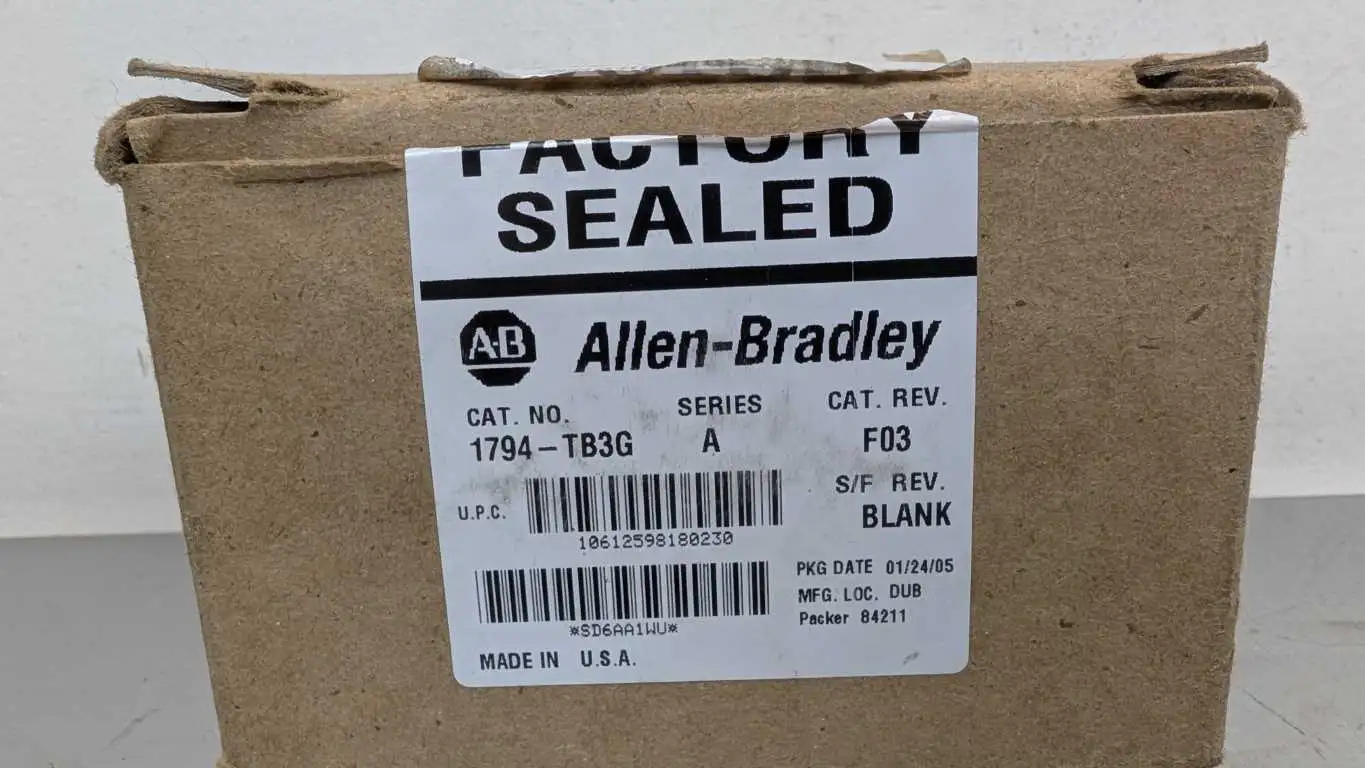 FACTORY
SEALED
A-B Allen-Bradley
CAT. NO. SERIES CAT. REV.
1794-TB3G A F03
S/F REV.
BLANK
U.P.C.
10612598180230
PKG DATE 01/24/05
MFG. LOC. DUB
Packer 84211
*SD6AA1WU*
MADE IN U.S.A.